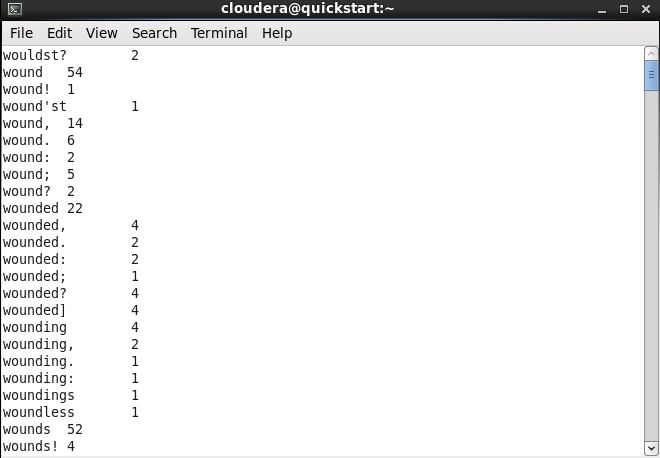 cloudera@quickstart:~
File Edit View Search Terminal Help
wouldst? 2
wound 54
wound! 1
wound'st 1
wound, 14
wound. 6
wound: 2
wound; 5
wound? 2
wounded 22
wounded, 4
wounded. 2
wounded: 2
wounded; 1
wounded? 4
wounded] 4
wounding 4
wounding, 2
wounding. 1
wounding: 1
woundings 1
woundless 1
wounds 52
wounds! 4